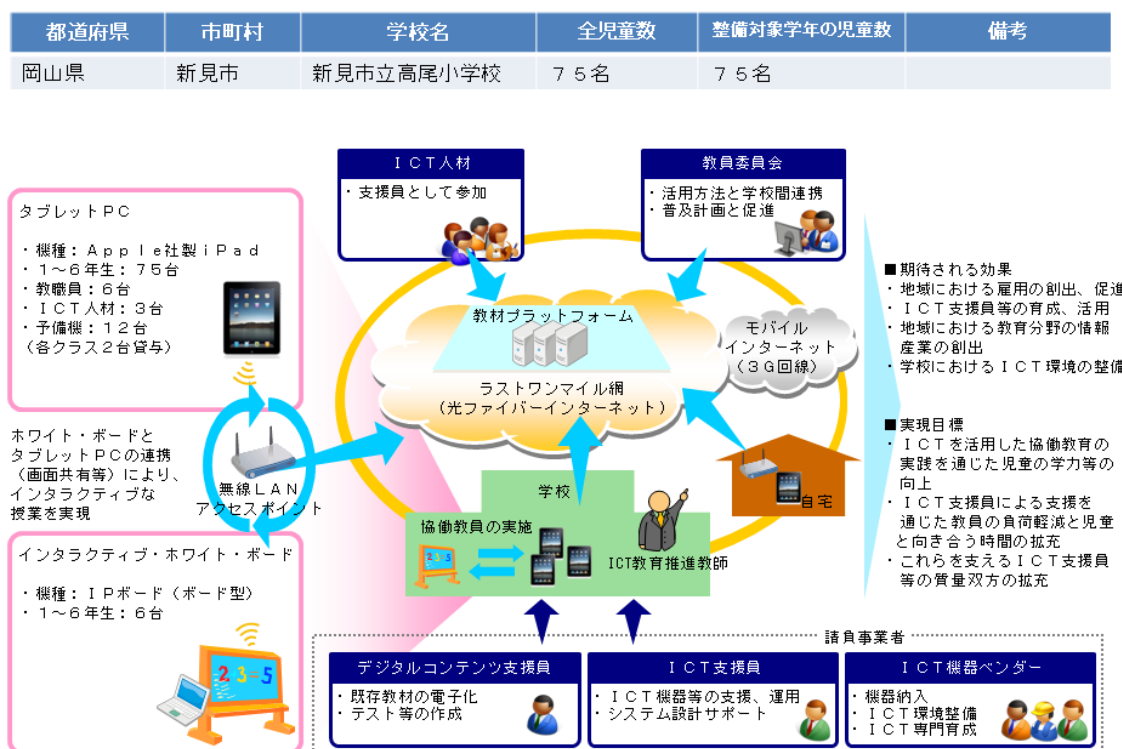 都道府県 市町村 学校名 全児童数 整備対象学年の児童数 備考
岡山県 新見市 新見市立高尾小学校 ７５名 ７５名
ＩＣＴ人材
・支援員として参加
教員委員会
・活用方法と学校間連携
・普及計画と促進
タブレットＰＣ
・機種：Ａｐｐｌｅ社製ｉＰａｄ
・１～６年生：７５台
・教職員：６台
・ＩＣＴ人材：３台
・予備機：１２台
（各クラス２台貸与）
ホワイト・ボードと
タブレットＰＣの連携
（画面共有等）により、
インタラクティブな
授業を実現
無線ＬＡＮ
アクセスポイント
インタラクティブ・ホワイト・ボード
・機種：ＩＰボード（ボード型）
・１～６年生：６台
２３=５
教材プラットフォーム
ラストワンマイル網
（光ファイバーインターネット）
モバイル
インターネット
（３Ｇ回線）
自宅
学校
協働教員の実施
ICT教育推進教師
■期待される効果
・地域における雇用の創出、促進
・ＩＣＴ支援員等の育成、活用
・地域における教育分野の情報
産業の創出
・学校におけるＩＣＴ環境の整備
■実現目標
・ＩＣＴを活用した協働教育の
実践を通じた児童の学力等の
向上
・ＩＣＴ支援員による支援を
通じた教員の負荷軽減と児童
と向き合う時間の拡充
・これらを支えるＩＣＴ支援員
等の質量双方の拡充
請負事業者
デジタルコンテンツ支援員
・既存教材の電子化
・テスト等の作成
ＩＣＴ支援員
・ＩＣＴ機器等の支援、運用
・システム設計サポート
ＩＣＴ機器ベンダー
・機器納入
・ＩＣＴ環境整備
・ＩＣＴ専門育成